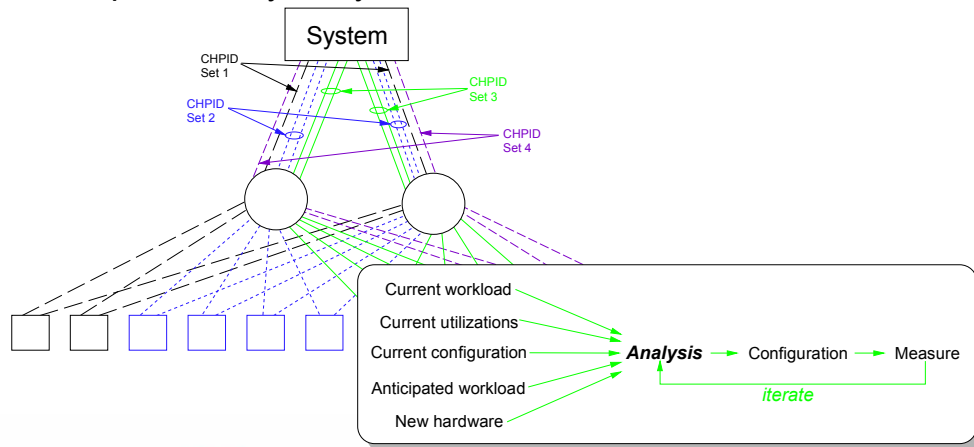 System
CHPID
Set 1
CHPID
Set 3
CHPID
Set 2
CHPID
Set 4
Current workload
Current utilizations
Current configuration
Anticipated workload
New hardware
Analysis
Configuration
Measure
iterate